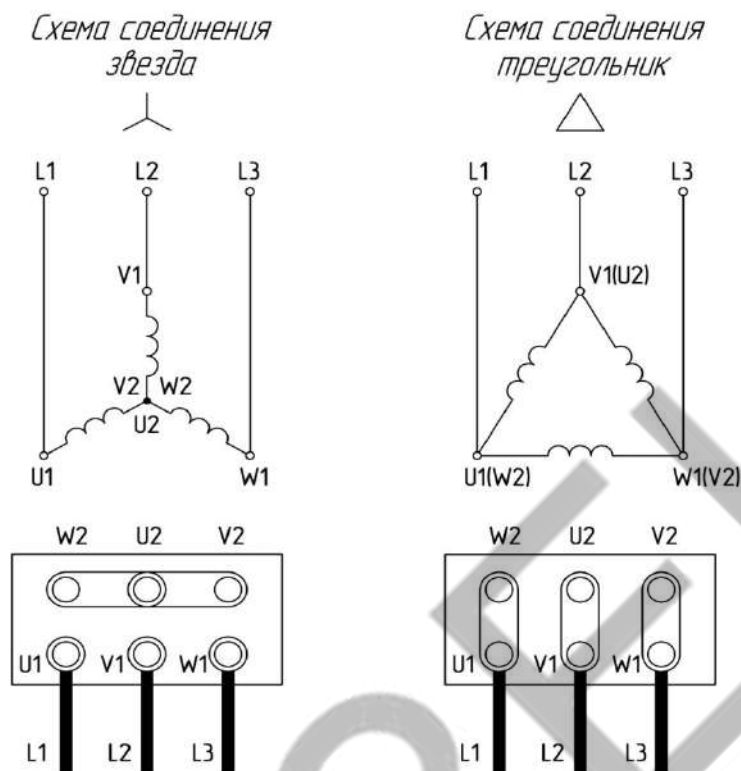 Схема соединения
звезда
L1 L2 L3
V1
V2 W2
U2
U1 W1
W2 U2 V2
U1 V1 W1
L1 L2 L3
Схема соединения
треугольник
L1 L2 L3
V1(U2)
U1(W2) W1(V2)
W2 U2 V2
U1 V1 W1
L1 L2 L3